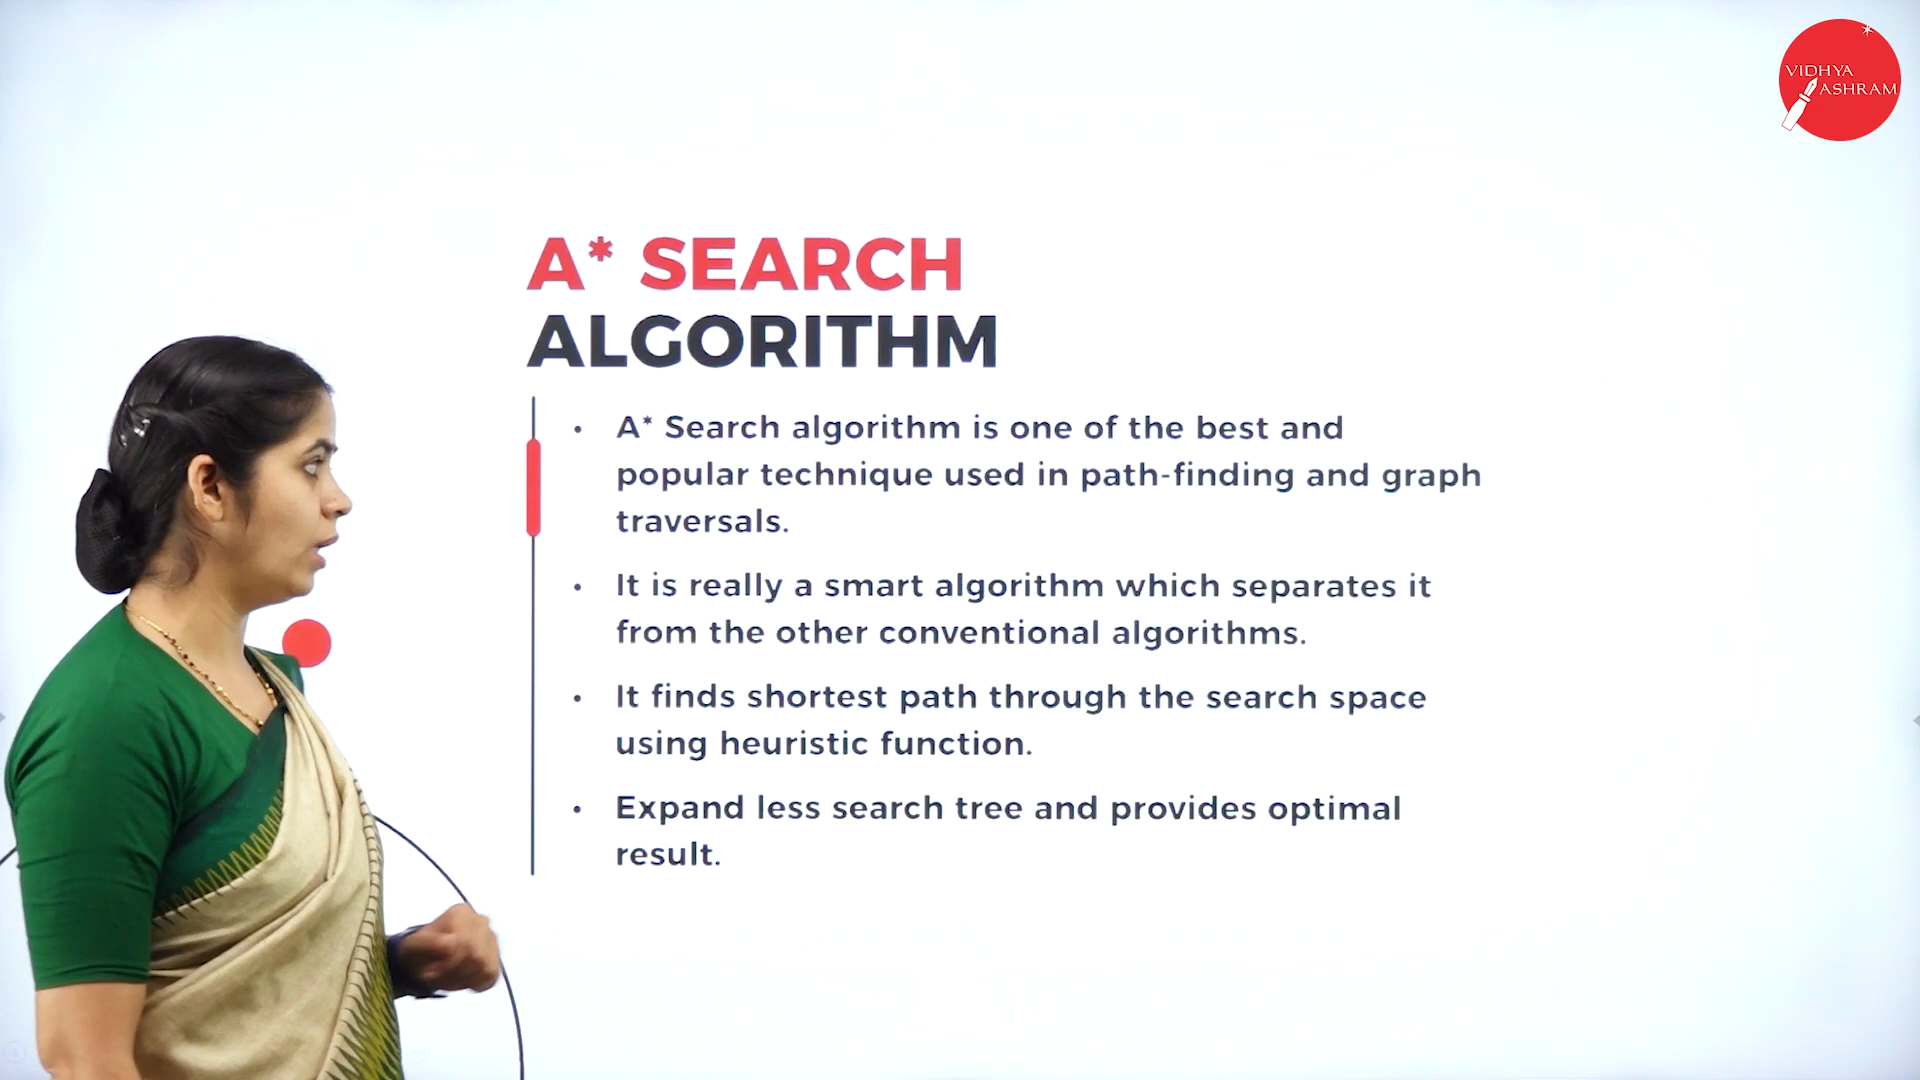 VIDHYA
ASHRAM
A* SEARCH
ALGORITHM
• A* Search algorithm is one of the best and
popular technique used in path-finding and graph
traversals.
• It is really a smart algorithm which separates it
from the other conventional algorithms.
• It finds shortest path through the search space
using heuristic function.
• Expand less search tree and provides optimal
result.